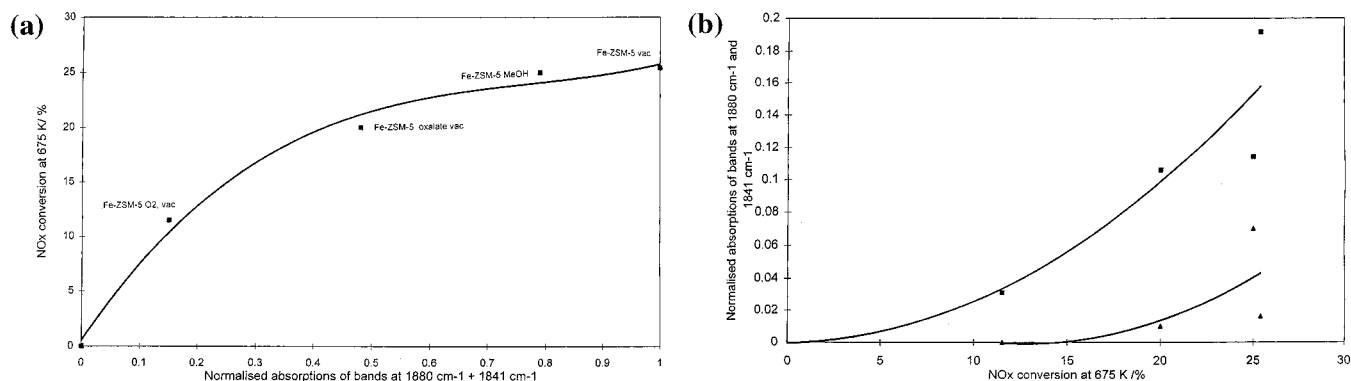 (a)
NOx conversion at 675 K/ %
30
25
20
15
10
5
0
Fe-ZSM-5 vac
Fe-ZSM-5 MeOH
Fe-ZSM-5 oxalate vac
Fe-ZSM-5 O2, vac
0 0.1 0.2 0.3 0.4 0.5 0.6 0.7 0.8 0.9 1
Normalised absorptions of bands at 1880 cm-1 + 1841 cm-1
(b)
Normalised absorptions of bands at 1880 cm-1 and
1841 cm-1
0.2
0.18
0.16
0.14
0.12
0.1
0.08
0.06
0.04
0.02
0
0 5 10 15 20 25 30
NOx conversion at 675 K /%